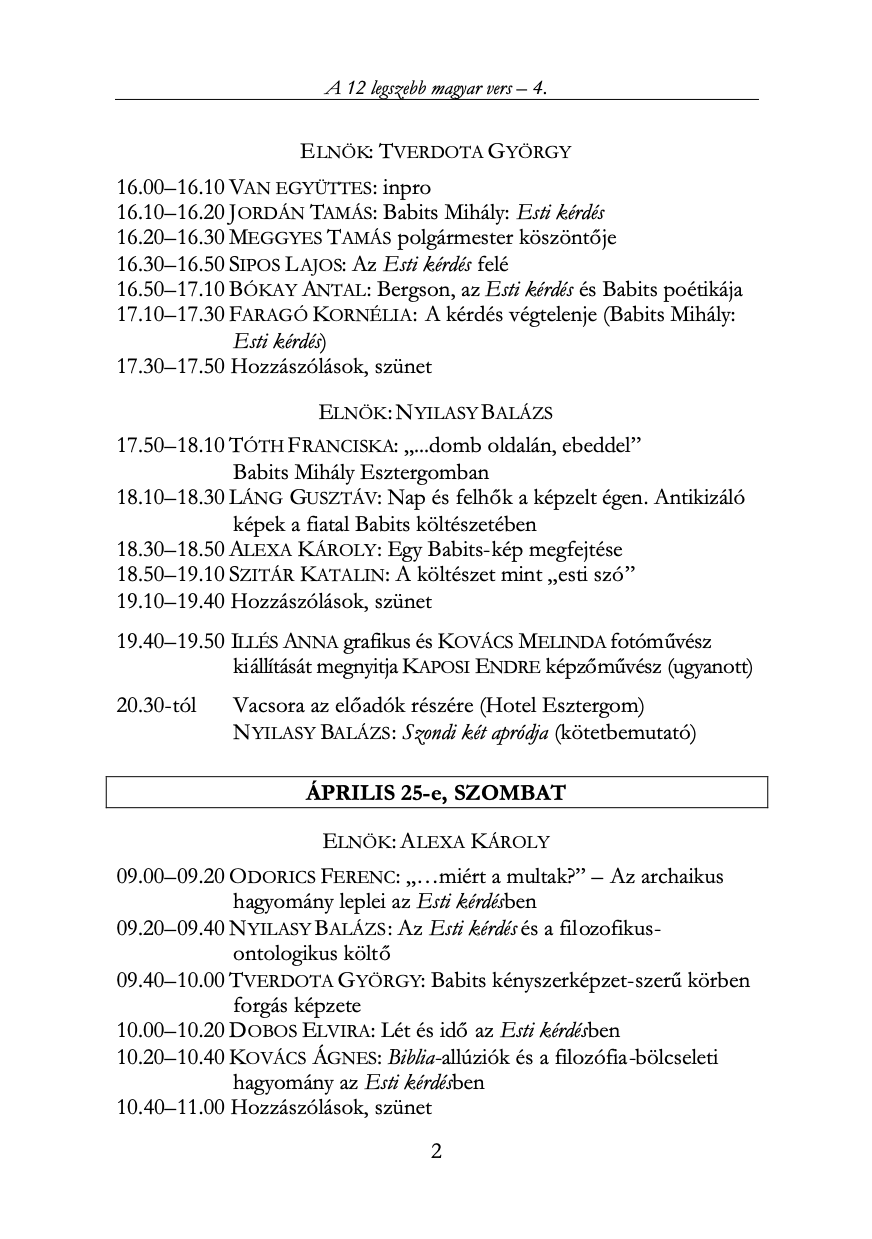 A 12 legszebb magyar vers – 4.
ELNÖK: TVERDOTA GYÖRGY
16.00–16.10 VAN EGYÜTTES: inpro
16.10–16.20 JORDÁN TAMÁS: Babits Mihály: Esti kérdés
16.20–16.30 MEGGYES TAMÁS polgármester köszöntője
16.30–16.50 SIPOS LAJOS: Az Esti kérdés felé
16.50–17.10 BÓKAY ANTAL: Bergson, az Esti kérdés és Babits poétikája
17.10–17.30 FARAGÓ KORNÉLIA: A kérdés végtelenje (Babits Mihály:
Esti kérdés)
17.30–17.50 Hozzászólások, szünet
ELNÖK: NYILASY BALÁZS
17.50–18.10 TÓTH FRANCISKA: „...domb oldalán, ebeddel”
Babits Mihály Esztergomban
18.10–18.30 LÁNG GUSZTÁV: Nap és felhők a képzelt égen. Antikizáló
képek a fiatal Babits költészetében
18.30–18.50 ALEXA KÁROLY: Egy Babits-kép megfejtése
18.50–19.10 SZITÁR KATALIN: A költészet mint „esti szó”
19.10–19.40 Hozzászólások, szünet
19.40–19.50 ILLÉS ANNA grafikus és KOVÁCS MELINDA fotóművész
kiállítását megnyitja KAPOSI ENDRE képzőművész (ugyanott)
20.30-tól Vacsora az előadók részére (Hotel Esztergom)
NYILASY BALÁZS: Szondi két apródja (kötetbemutató)
ÁPRILIS 25-e, SZOMBAT
ELNÖK: ALEXA KÁROLY
09.00–09.20 ODORICS FERENC: „…miért a multak?” – Az archaikus
hagyomány leplei az Esti kérdésben
09.20–09.40 NYILASY BALÁZS: Az Esti kérdés és a filozofikus-
ontologikus költő
09.40–10.00 TVERDOTA GYÖRGY: Babits kényszerképzet-szerű körben
forgás képzete
10.00–10.20 DOBOS ELVIRA: Lét és idő az Esti kérdésben
10.20–10.40 KOVÁCS ÁGNES: Biblia-allúziók és a filozófia-bölcseleti
hagyomány az Esti kérdésben
10.40–11.00 Hozzászólások, szünet
2